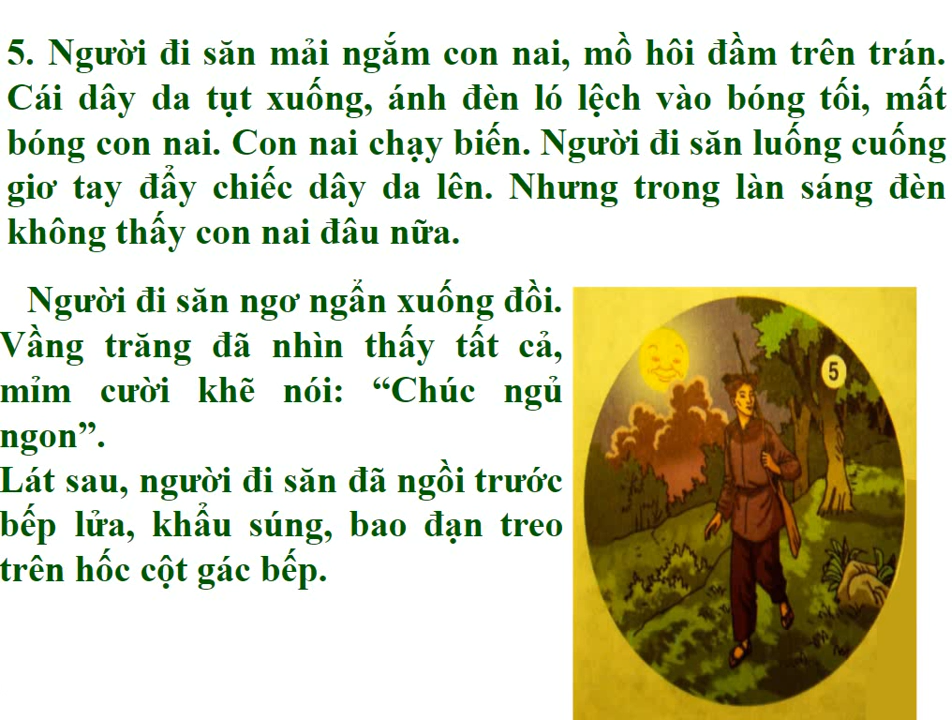 5. Người đi săn mải ngắm con nai, mồ hôi đầm trên trán.
Cái dây da tụt xuống, ánh đèn ló lệch vào bóng tối, mất
bóng con nai. Con nai chạy biến. Người đi săn luống cuống
giơ tay đẩy chiếc dây da lên. Nhưng trong làn sáng đèn
không thấy con nai đâu nữa.
Người đi săn ngơ ngẩn xuống đồi.
Vầng trăng đã nhìn thấy tất cả,
mỉm cười khẽ nói: “Chúc ngủ
ngon”.
Lát sau, người đi săn đã ngồi trước
bếp lửa, khẩu súng, bao đạn treo
trên hốc cột gác bếp.
5